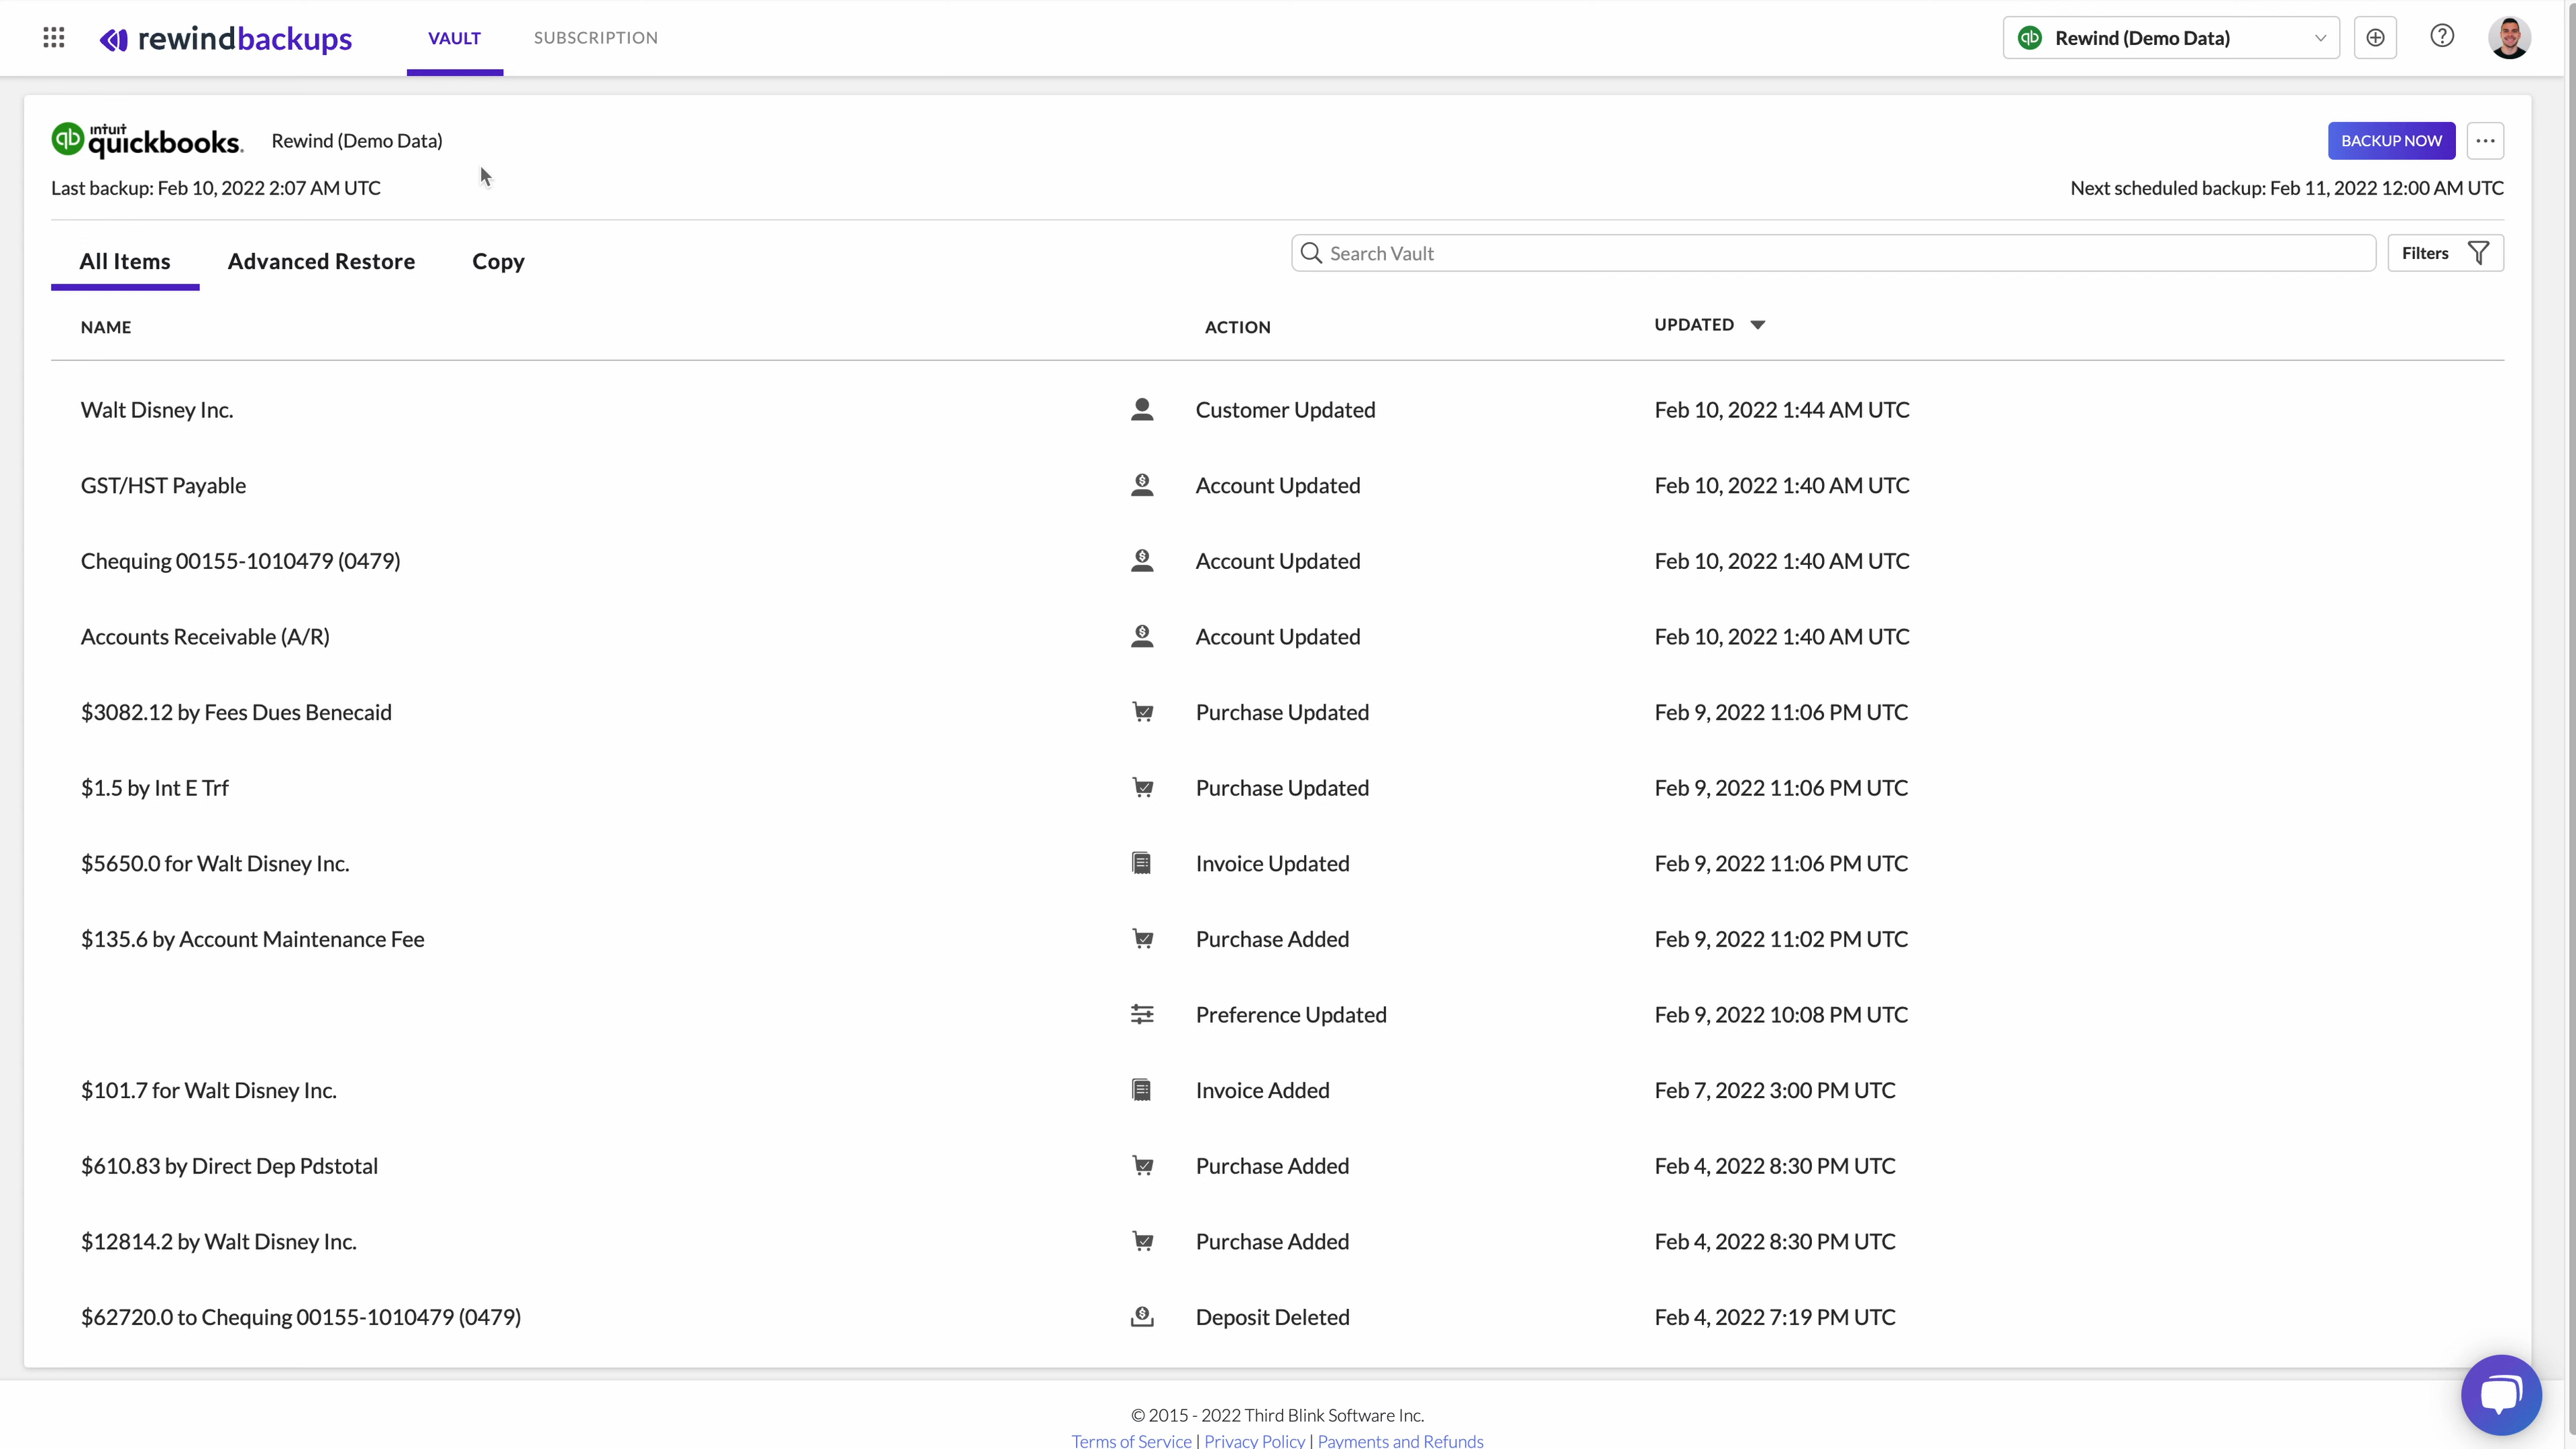 rewindbackups VAULT SUBSCRIPTION qb Rewind (Demo Data)
qb intuit quickbooks. Rewind (Demo Data) BACKUP NOW
Last backup: Feb 10, 2022 2:07 AM UTC Next scheduled backup: Feb 11, 2022 12:00 AM UTC
All Items Advanced Restore Copy Search Vault Filters
NAME ACTION UPDATED
Walt Disney Inc. Customer Updated Feb 10, 2022 1:44 AM UTC
GST/HST Payable Account Updated Feb 10, 2022 1:40 AM UTC
Chequing 00155-1010479 (0479) Account Updated Feb 10, 2022 1:40 AM UTC
Accounts Receivable (A/R) Account Updated Feb 10, 2022 1:40 AM UTC
$3082.12 by Fees Dues Benecaid Purchase Updated Feb 9, 2022 11:06 PM UTC
$1.5 by Int E Trf Purchase Updated Feb 9, 2022 11:06 PM UTC
$5650.0 for Walt Disney Inc. Invoice Updated Feb 9, 2022 11:06 PM UTC
$135.6 by Account Maintenance Fee Purchase Added Feb 9, 2022 11:02 PM UTC
Preference Updated Feb 9, 2022 10:08 PM UTC
$101.7 for Walt Disney Inc. Invoice Added Feb 7, 2022 3:00 PM UTC
$610.83 by Direct Dep Pdstotal Purchase Added Feb 4, 2022 8:30 PM UTC
$12814.2 by Walt Disney Inc. Purchase Added Feb 4, 2022 8:30 PM UTC
$62720.0 to Chequing 00155-1010479 (0479) Deposit Deleted Feb 4, 2022 7:19 PM UTC
© 2015 - 2022 Third Blink Software Inc.
Terms of Service | Privacy Policy | Payments and Refunds